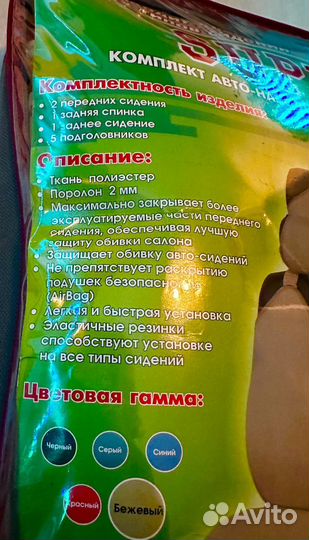 КОМПЛЕКТ АВТО-НА
Комплектность изделия:
• 2 передних сидения
• 1 задняя спинка
• 1 заднее сидение
• 5 подголовников
Описание:
• Ткань полиэстер
• Поролон 2 мм
• Максимально закрывает более
эксплуатируемые части переднего
сидения, обеспечивая лучшую
защиту обивки салона
• Защищает обивку авто-сидений
• Не препятствует раскрытию
подушек безопасно
(AirBag)
• Легкая и быстрая установка
• Эластичные резинки
способствуют установке
на все типы сидений
Цветовая гамма:
Черный
Серый
Синий
Красный
Бежевый
Avito